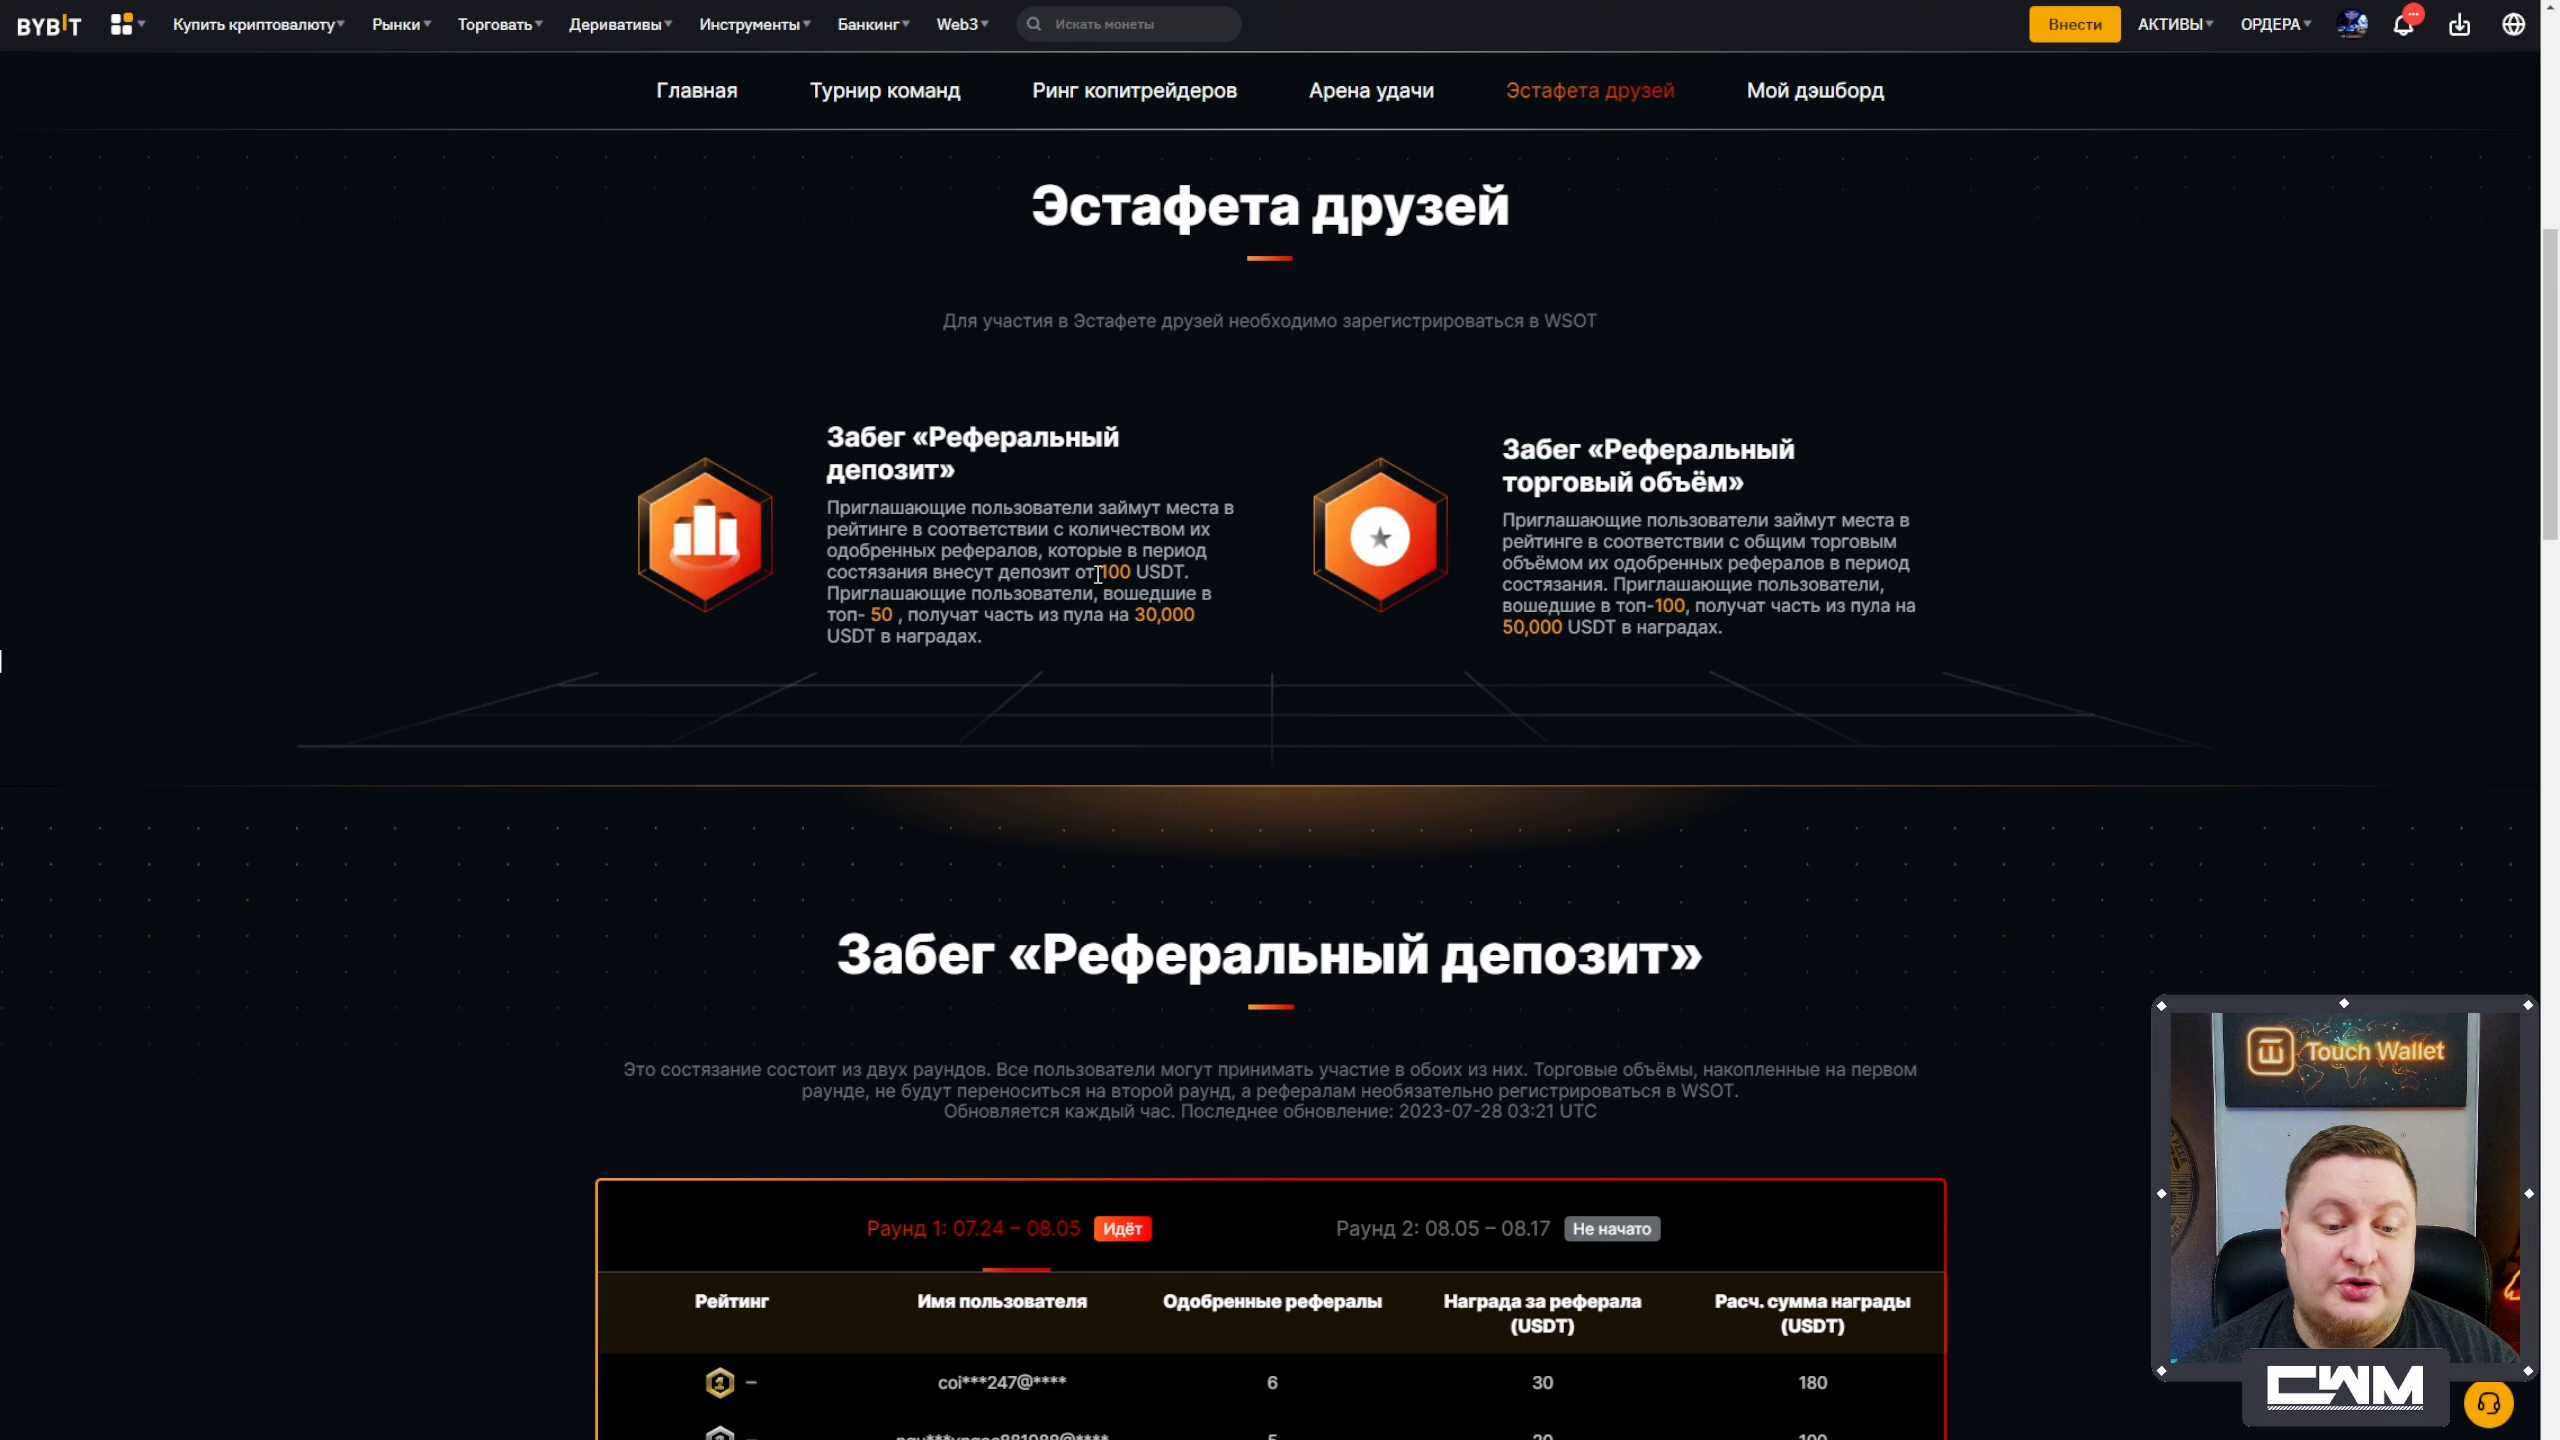 BYBIT
Купить криптовалюту
Рынки
Торговать
Деривативы
Инструменты
Банкинг
Web3
Искать монеты
Внести
АКТИВЫ
ОРДЕРА
Главная
Турнир команд
Ринг копитрейдеров
Арена удачи
Эстафета друзей
Мой дэшборд
Эстафета друзей
Для участия в Эстафете друзей необходимо зарегистрироваться в WSOT
Забег «Реферальный
депозит»
Приглашающие пользователи займут места в
рейтинге в соответствии с количеством их
одобренных рефералов, которые в период
состязания внесут депозит от 100 USDT.
Приглашающие пользователи, вошедшие в
топ- 50 , получат часть из пула на 30,000
USDT в наградах.
Забег «Реферальный
торговый объём»
Приглашающие пользователи займут места в
рейтинге в соответствии с общим торговым
объёмом их одобренных рефералов в период
состязания. Приглашающие пользователи,
вошедшие в топ-100, получат часть из пула на
50,000 USDT в наградах.
Забег «Реферальный депозит»
Это состязание состоит из двух раундов. Все пользователи могут принимать участие в обоих из них. Торговые объёмы, накопленные на первом
раунде, не будут переноситься на второй раунд, а рефералам необязательно регистрироваться в WSOT.
Обновляется каждый час. Последнее обновление: 2023-07-28 03:21 UTC
Раунд 1: 07.24 – 08.05 Идёт
Раунд 2: 08.05 – 08.17 Не начато
Рейтинг
Имя пользователя
Одобренные рефералы
Награда за реферала
(USDT)
Расч. сумма награды
(USDT)
1 –
coi***247@****
6
30
180
Touch Wallet
CWM